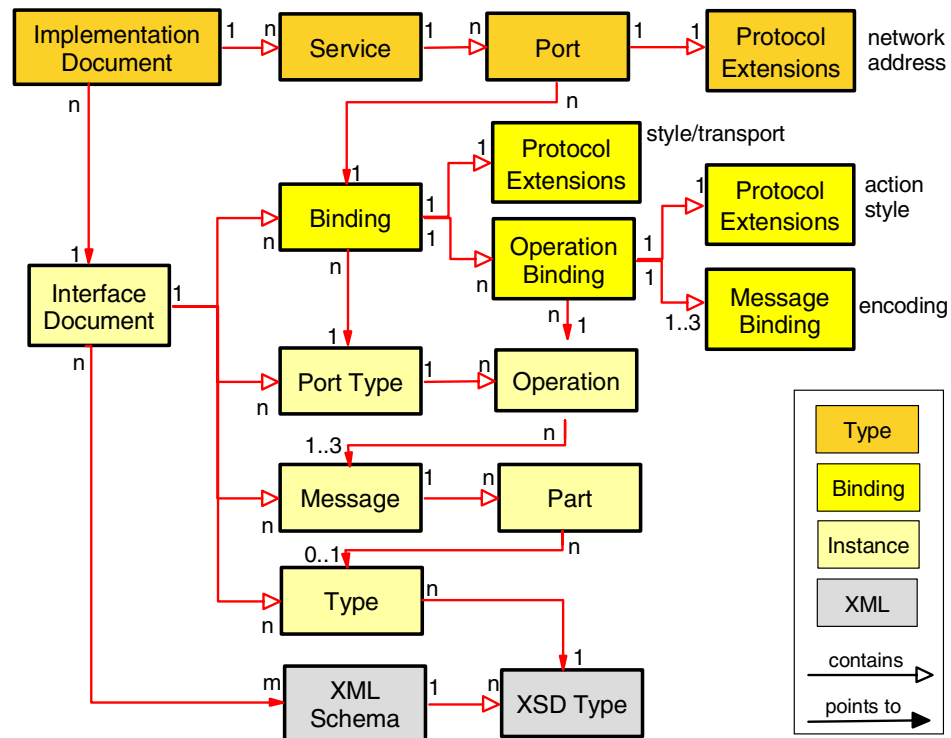 Implementation
Document
1
n
Service
1
n
Port
1
1
Protocol
Extensions
network
address
n
n
style/transport
1
Protocol
Extensions
1
Binding
1
1
n
n
Operation
Binding
n
1
1
1
Protocol
Extensions
action
style
1..3
Message
Binding
encoding
1
Interface
Document
1
n
n
1
n
1
Port Type
1
n
n
Operation
n
1..3
Message
1
n
n
Part
n
0..1
Type
n
n
1
m
XML
Schema
1
n
XSD Type
Type
Binding
Instance
XML
contains
points to